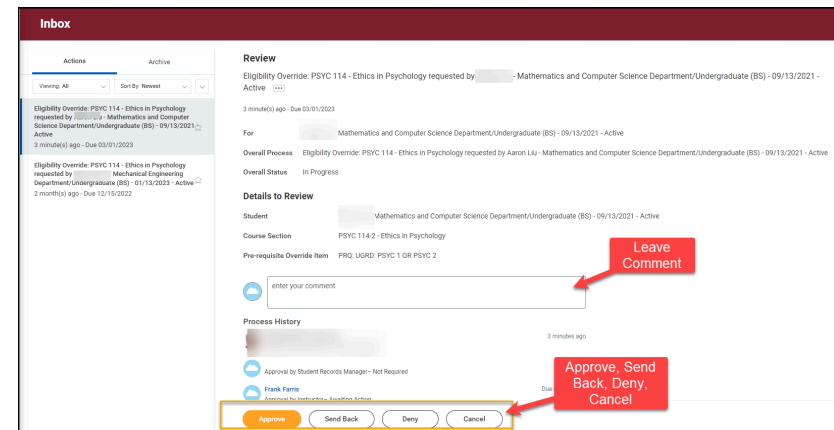 Inbox
Actions
Archive
Viewing: All
Sort By: Newest
Eligibility Override: PSYC 114 - Ethics in Psychology
requested by - Mathematics and Computer
Science Department/Undergraduate (BS) - 09/13/2021 -
Active
3 minute(s) ago - Due 03/01/2023
Eligibility Override: PSYC 114 - Ethics in Psychology
requested by Mechanical Engineering
Department/Undergraduate (BS) - 01/13/2023 - Active
2 month(s) ago - Due 12/15/2022
Review
Eligibility Override: PSYC 114 - Ethics in Psychology requested by - Mathematics and Computer Science Department/Undergraduate (BS) - 09/13/2021 -
Active
3 minute(s) ago - Due 03/01/2023
For Mathematics and Computer Science Department/Undergraduate (BS) - 09/13/2021 - Active
Overall Process Eligibility Override: PSYC 114 - Ethics in Psychology requested by Aaron Liu - Mathematics and Computer Science Department/Undergraduate (BS) - 09/13/2021 - Active
Overall Status In Progress
Details to Review
Student Mathematics and Computer Science Department/Undergraduate (BS) - 09/13/2021 - Active
Course Section PSYC 114-2 - Ethics in Psychology
Pre-requisite Override Item PRQ: UGRD: PSYC 1 OR PSYC 2
Leave
Comment
enter your comment
Process History
3 minutes ago
Approval by Student Records Manager– Not Required
Frank Farris
Due
Approval by Instructor– Awaiting Action
Approve, Send
Back, Deny,
Cancel
Approve
Send Back
Deny
Cancel